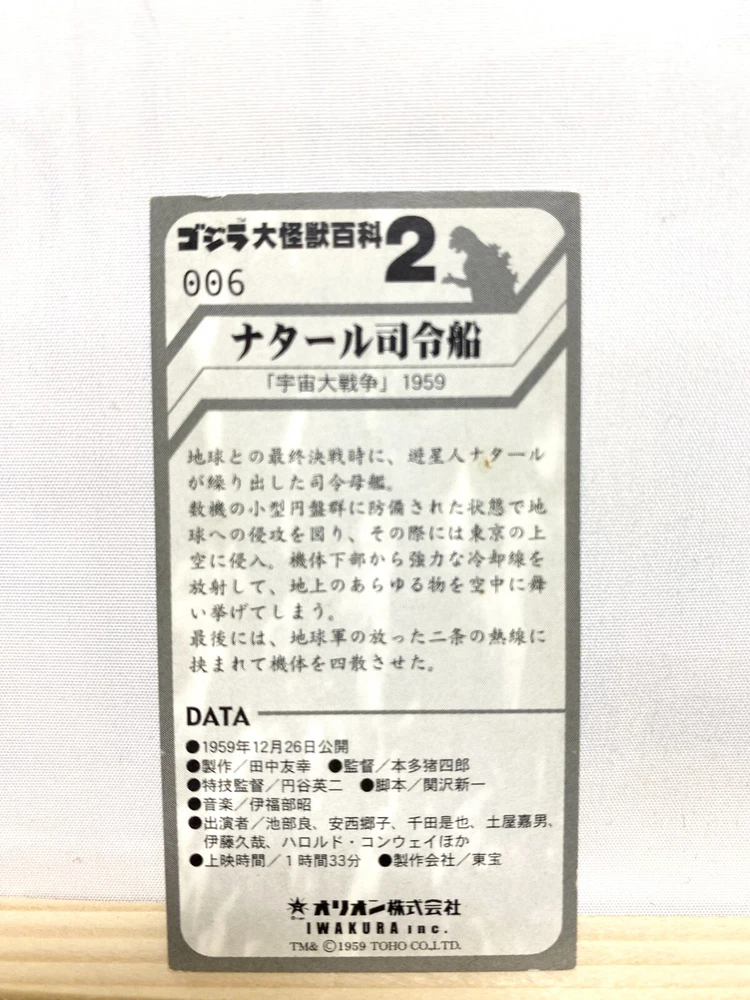 ゴジラ大怪獣百科2
006
ナタール司令船
「宇宙大戦争」1959
地球との最終決戦時に、遊星人ナタール
が繰り出した司令母艦。
数機の小型円盤群に防備された状態で地
球への侵攻を図り、その際には東京の上
空に侵入。機体下部から強力な冷却線を
放射して、地上のあらゆる物を空中に舞
い挙げてしまう。
最後には、地球軍の放った二条の熱線に
挟まれて機体を四散させた。
DATA
●1959年12月26日公開
●製作／田中友幸 ●監督／本多猪四郎
●特技監督／円谷英二 ●脚本／関沢新一
●音楽／伊福部昭
●出演者／池部良、安西郷子、千田是也、土屋嘉男、
伊藤久哉、ハロルド・コンウェイほか
●上映時間／1時間33分 ●製作会社／東宝
オリオン株式会社
IWAKURA inc.
TM& ©1959 TOHO CO.,LTD.